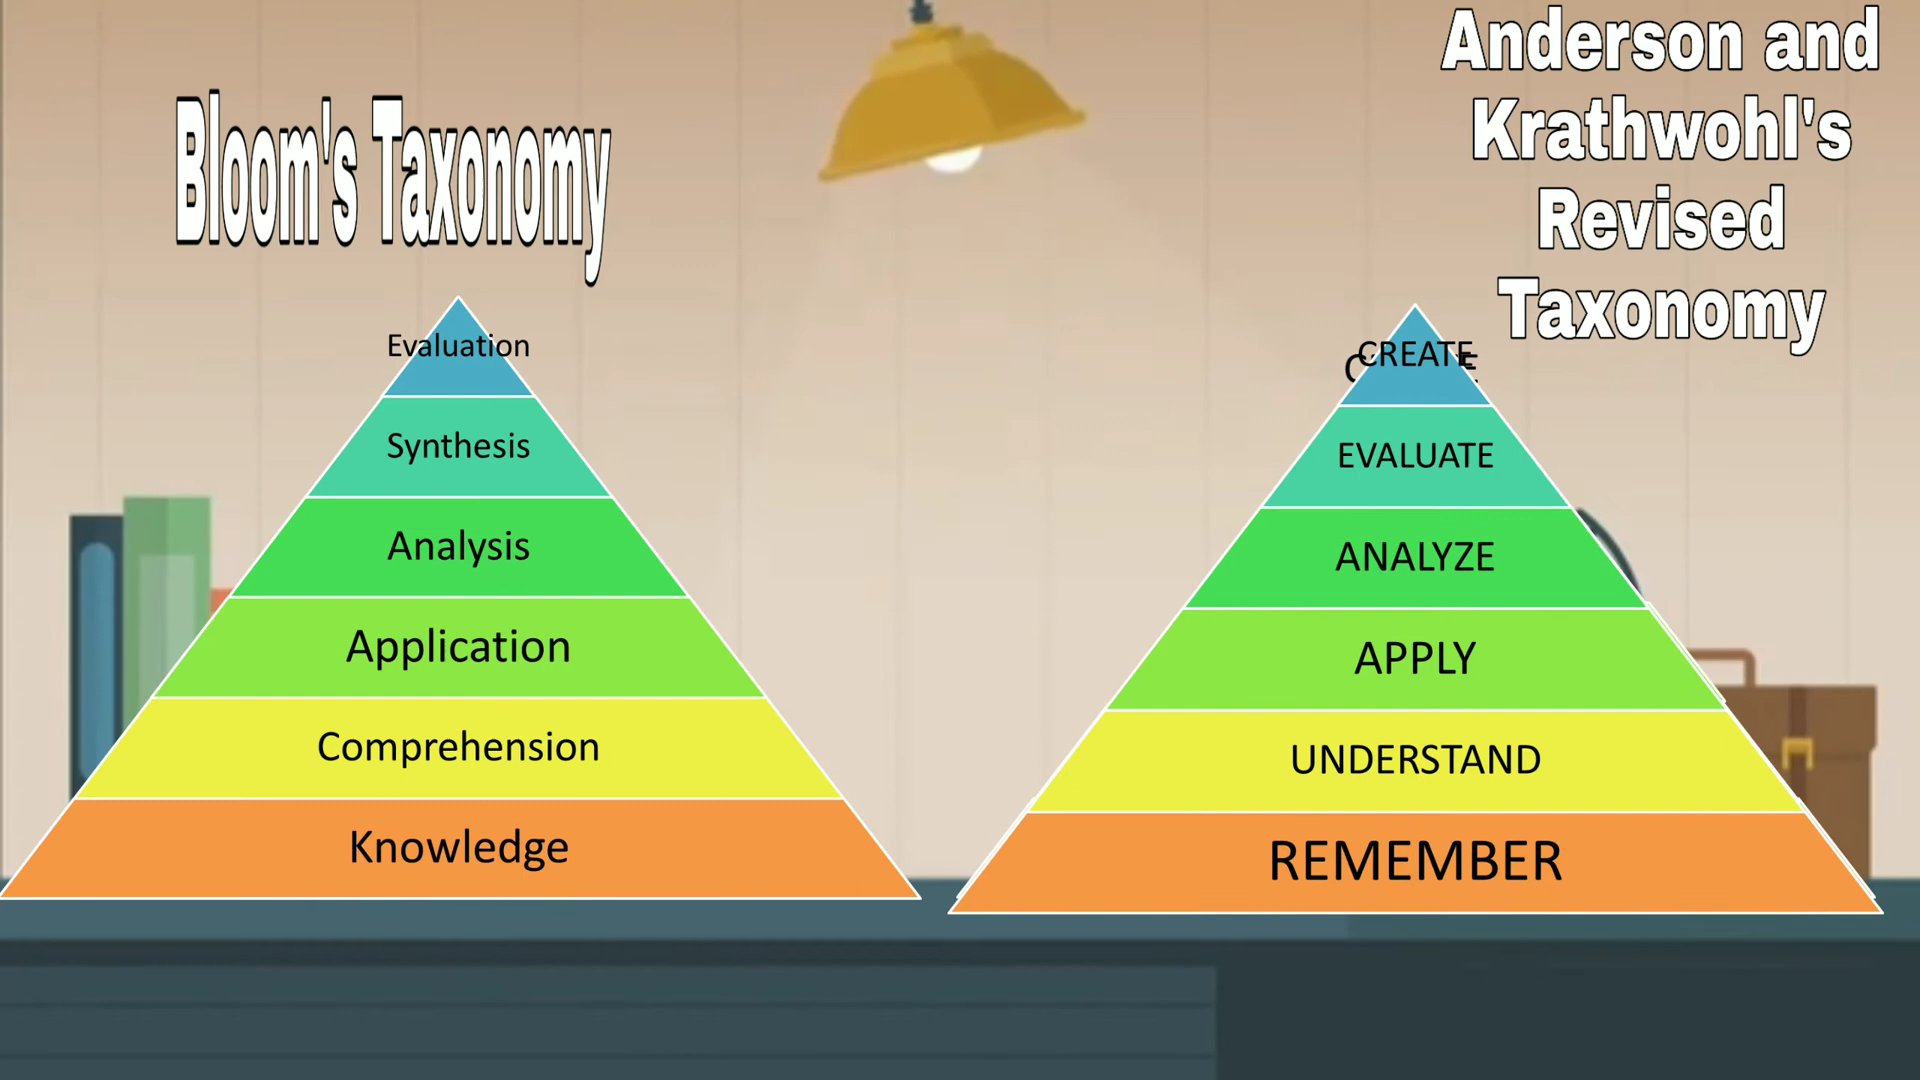 Bloom's Taxonomy
Evaluation
Synthesis
Analysis
Application
Comprehension
Knowledge
Anderson and
Krathwohl's
Revised
Taxonomy
CREATE
EVALUATE
ANALYZE
APPLY
UNDERSTAND
REMEMBER